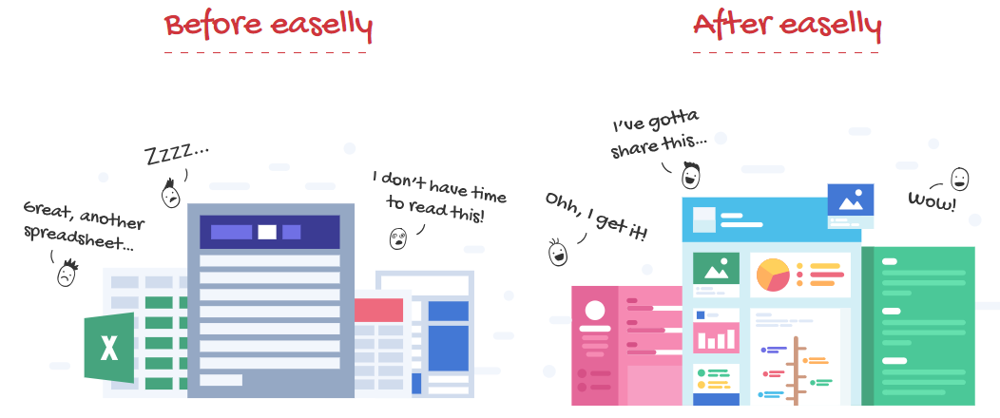 Before easelly
After easelly
Zzzz...
Great, another
spreadsheet...
I don't have time
to read this!
X
I've gotta
share this...
Ohh, I get it!
Wow!